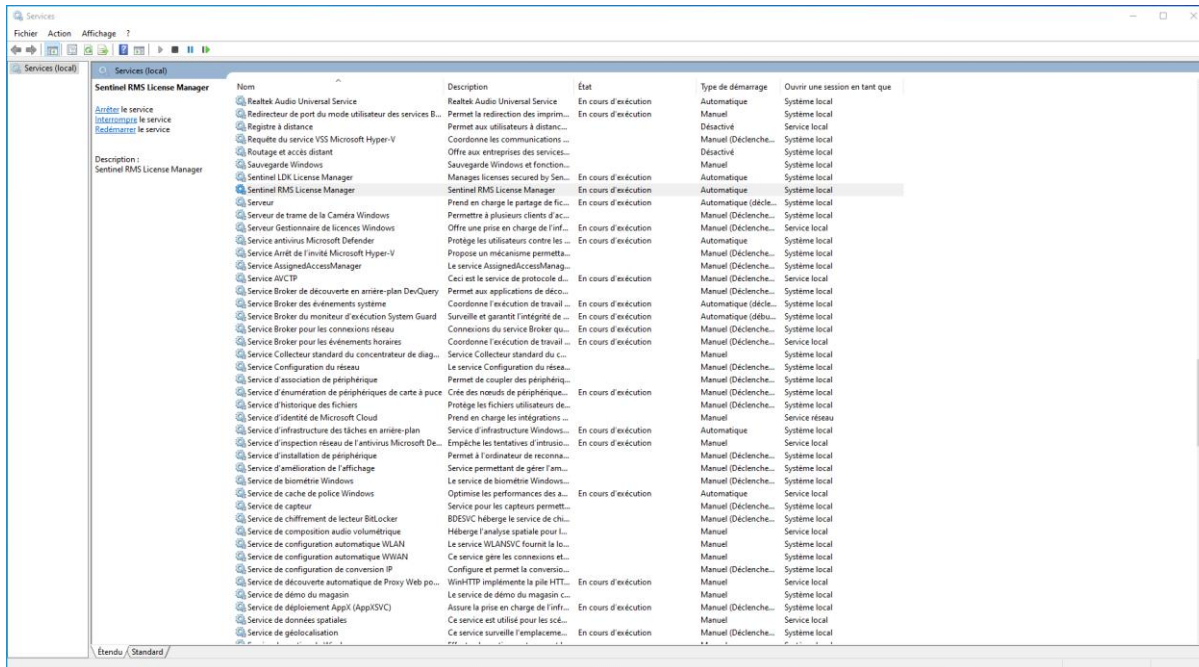 Services
Fichier Action Affichage ?
Services (local)
Services (local)
Sentinel RMS License Manager
Arrêter le service
Interrompre le service
Redémarrer le service
Description :
Sentinel RMS License Manager
Nom Description État Type de démarrage Ouvrir une session en tant que
Realtek Audio Universal Service Realtek Audio Universal Service En cours d'exécution Automatique Système local
Redirecteur de port du mode utilisateur des services B... Permet la redirection des imprim... En cours d'exécution Manuel Système local
Registre à distance Permet aux utilisateurs à distanc... Désactivé Service local
Requête du service VSS Microsoft Hyper-V Coordonne les communications ... Manuel (Déclenche... Système local
Routage et accès distant Offre aux entreprises des services... Désactivé Système local
Sauvegarde Windows Sauvegarde Windows et fonction... Manuel Système local
Sentinel LDK License Manager Manages licenses secured by Sen... En cours d'exécution Automatique Système local
Sentinel RMS License Manager Sentinel RMS License Manager En cours d'exécution Automatique Système local
Serveur Prend en charge le partage de fic... En cours d'exécution Automatique (décle... Système local
Serveur de trame de la Caméra Windows Permettre à plusieurs clients d'ac... Manuel (Déclenche... Système local
Serveur Gestionnaire de licences Windows Offre une prise en charge de l'inf... En cours d'exécution Manuel (Déclenche... Service local
Service antivirus Microsoft Defender Protège les utilisateurs contre les ... En cours d'exécution Automatique Système local
Service Arrêt de l'invité Microsoft Hyper-V Propose un mécanisme permetta... Manuel (Déclenche... Système local
Service AssignedAccessManager Le service AssignedAccessManag... Manuel (Déclenche... Système local
Service AVCTP Ceci est le service de protocole d... En cours d'exécution Manuel (Déclenche... Service local
Service Broker de découverte en arrière-plan DevQuery Permet aux applications de déco... Manuel (Déclenche... Système local
Service Broker des événements système Coordonne l'exécution de travail ... En cours d'exécution Automatique (décle... Système local
Service Broker du moniteur d'exécution System Guard Surveille et garantit l'intégrité de ... En cours d'exécution Automatique (débu... Système local
Service Broker pour les connexions réseau Connexions du service Broker qu... En cours d'exécution Manuel (Déclenche... Système local
Service Broker pour les événements horaires Coordonne l'exécution de travail ... En cours d'exécution Manuel (Déclenche... Service local
Service Collecteur standard du concentrateur de diag... Service Collecteur standard du c... Manuel Système local
Service Configuration du réseau Le service Configuration du résea... Manuel (Déclenche... Système local
Service d'association de périphérique Permet de coupler des périphériq... Manuel (Déclenche... Système local
Service d'énumération de périphériques de carte à puce Crée des nœuds de périphérique... En cours d'exécution Manuel (Déclenche... Système local
Service d'historique des fichiers Protège les fichiers utilisateurs de... Manuel (Déclenche... Système local
Service d'identité de Microsoft Cloud Prend en charge les intégrations ... Manuel Service réseau
Service d'infrastructure des tâches en arrière-plan Service d'infrastructure Windows... En cours d'exécution Automatique Système local
Service d'inspection réseau de l'antivirus Microsoft De... Empêche les tentatives d'intrusio... En cours d'exécution Manuel Service local
Service d'installation de périphérique Permet à l'ordinateur de reconna... Manuel (Déclenche... Système local
Service d'amélioration de l'affichage Service permettant de gérer l'am... Manuel (Déclenche... Système local
Service de biométrie Windows Le service de biométrie Windows... Manuel (Déclenche... Système local
Service de cache de police Windows Optimise les performances des a... En cours d'exécution Automatique Service local
Service de capteur Service pour les capteurs permett... Manuel (Déclenche... Système local
Service de chiffrement de lecteur BitLocker BDESVC héberge le service de chi... Manuel (Déclenche... Système local
Service de composition audio volumétrique Héberge l'analyse spatiale pour l... Manuel Service local
Service de configuration automatique WLAN Le service WLANSVC fournit la lo... Manuel Système local
Service de configuration automatique WWAN Ce service gère les connexions et... Manuel Système local
Service de configuration de conversion IP Configure et permet la conversio... Manuel (Déclenche... Système local
Service de découverte automatique de Proxy Web po... WinHTTP implémente la pile HTT... En cours d'exécution Manuel Service local
Service de démo du magasin Le service de démo du magasin c... Manuel Système local
Service de déploiement AppX (AppXSVC) Assure la prise en charge de l'infr... En cours d'exécution Manuel (Déclenche... Système local
Service de données spatiales Ce service est utilisé pour les scé... Manuel Service local
Service de géolocalisation Ce service surveille l'emplaceme... En cours d'exécution Manuel (Déclenche... Système local
Étendu Standard